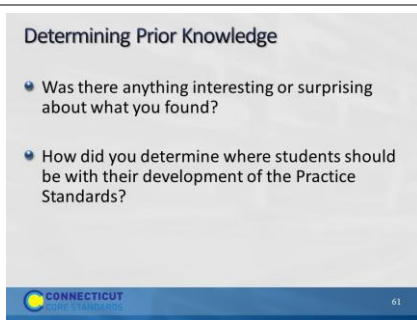 Determining Prior Knowledge
Was there anything interesting or surprising
about what you found?
How did you determine where students should
be with their development of the Practice
Standards?
CONNECTICUT
CORE STANDARDS
61